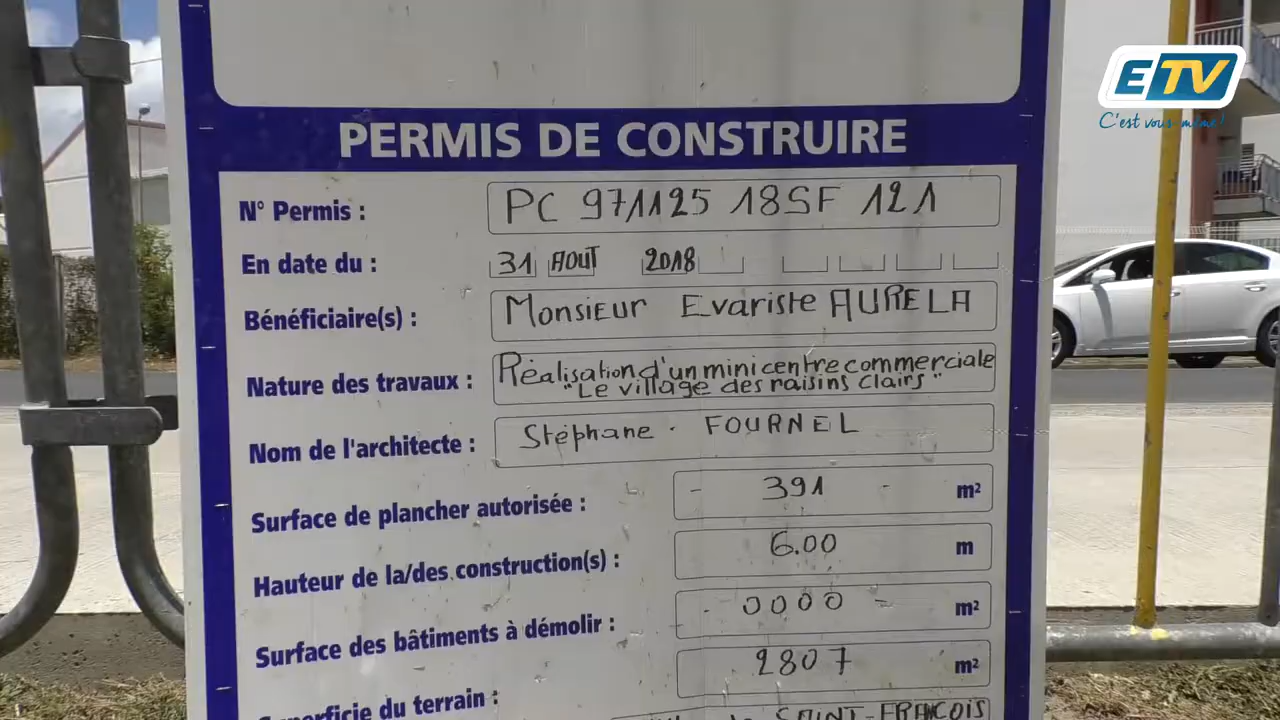 ETV
C'est vous même!
PERMIS DE CONSTRUIRE
N° Permis : PC 971125 18SF 121
En date du : 31 AOUT 2018
Bénéficiaire(s) : Monsieur Evariste AURELA
Nature des travaux : Réalisation d'un mini centre commerciale
"Le village des raisins clairs"
Nom de l'architecte : Stéphane . FOURNEL
Surface de plancher autorisée : - 391 - m²
Hauteur de la/des construction(s) : 6.00 m
Surface des bâtiments à démolir : - 0000 - m²
Superficie du terrain : 2807 m²
de SAINT-FRANCOIS